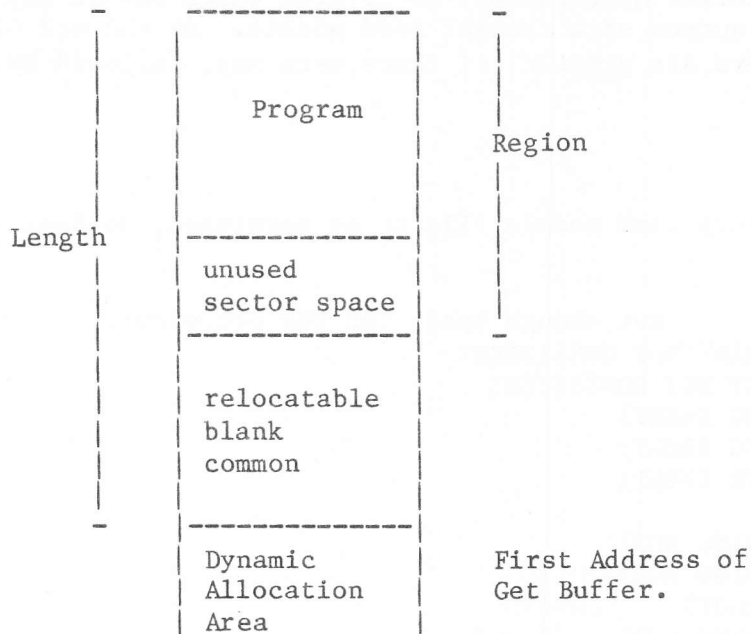 Program
Region
Length
unused
sector space
relocatable
blank
common
Dynamic
Allocation
Area
First Address of
Get Buffer.